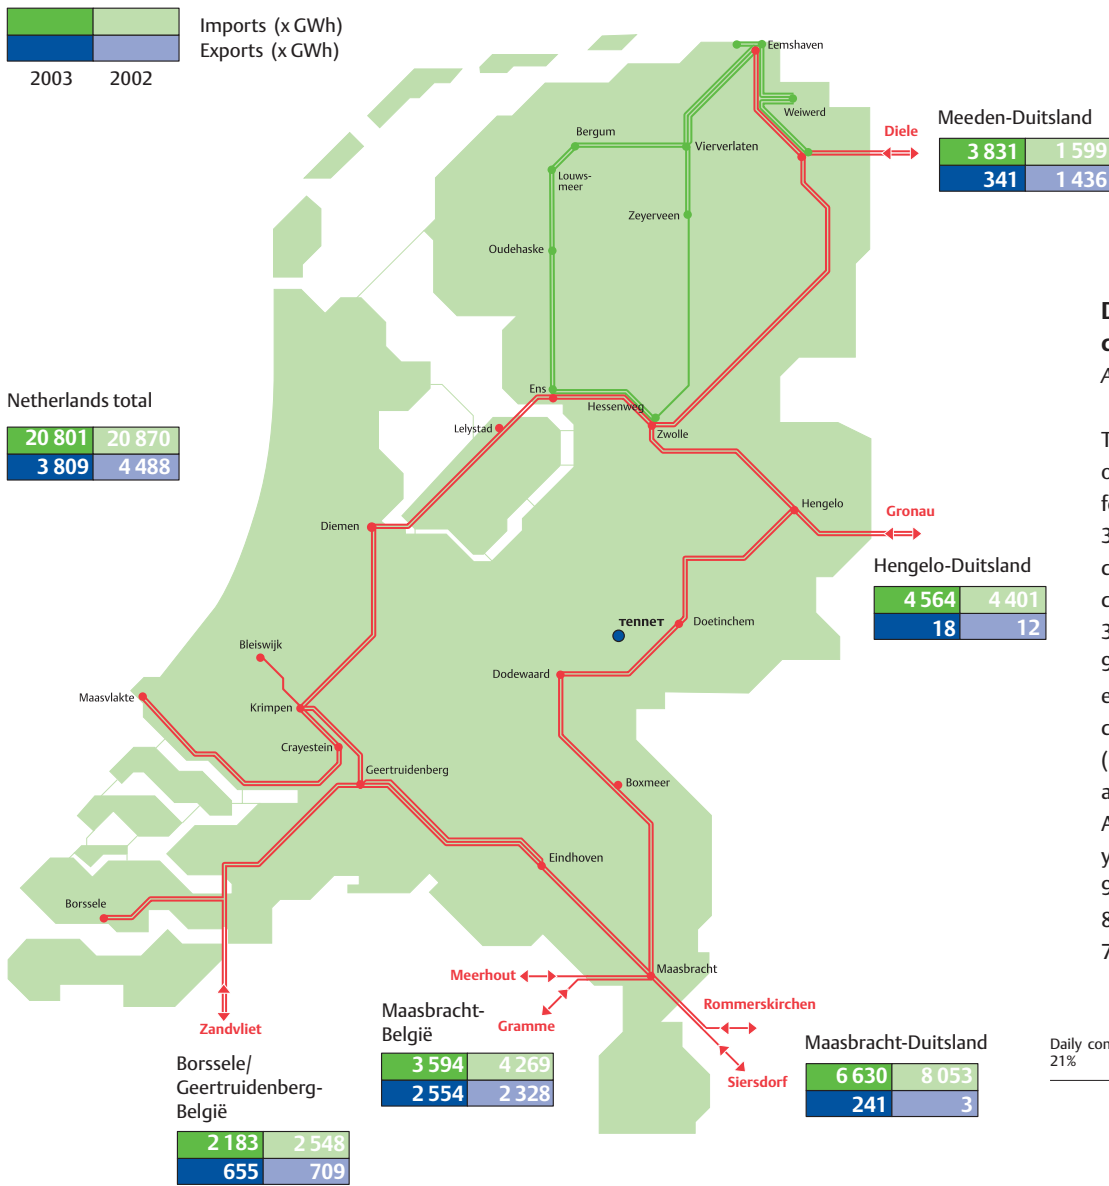 Imports (x GWh)
Exports (x GWh)
2003 2002
Eemshaven
Weiwerd
Meeden-Duitsland
Diele
3 831 1 599
341 1 436
Bergum
Vierverlaten
Louws-
meer
Zeyerveen
Oudehaske
Netherlands total
20 801 20 870
3 809 4 488
Ens
Hessenweg
Lelystad
Zwolle
Diemen
Hengelo
Gronau
Hengelo-Duitsland
4 564 4 401
18 12
TenneT
Doetinchem
Bleiswijk
Dodewaard
Maasvlakte
Krimpen
Crayestein
Geertruidenberg
Boxmeer
Eindhoven
Borssele
Maasbracht
Meerhout
Gramme
Rommerskirchen
Siersdorf
Zandvliet
Maasbracht-
België
3 594 4 269
2 554 2 328
Maasbracht-Duitsland
6 630 8 053
241 3
Borssele/
Geertruidenberg-
België
2 183 2 548
655 709
Daily con
21%